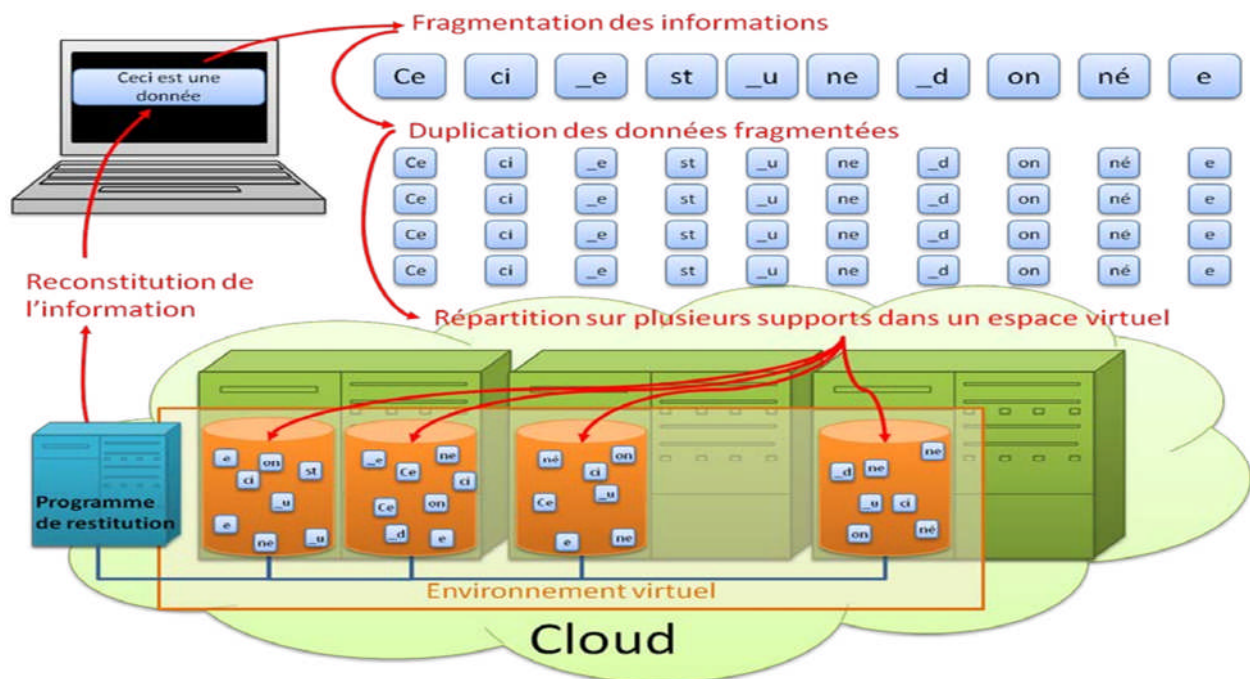 Fragmentation des informations
Ceci est une
donnée
Ce ci _e st _u ne _d on né e
Duplication des données fragmentées
Ce ci _e st _u ne _d on né e
Ce ci _e st _u ne _d on né e
Ce ci _e st _u ne _d on né e
Ce ci _e st _u ne _d on né e
Reconstitution de
l'information
Répartition sur plusieurs supports dans un espace virtuel
Programme
de restitution
e on st
ci
_u
e ne _u
_e ne
Ce ci
Ce on
_d e
né on
ci
Ce _u
e ne
ne
_d ne
_u ci
on né
Environnement virtuel
Cloud